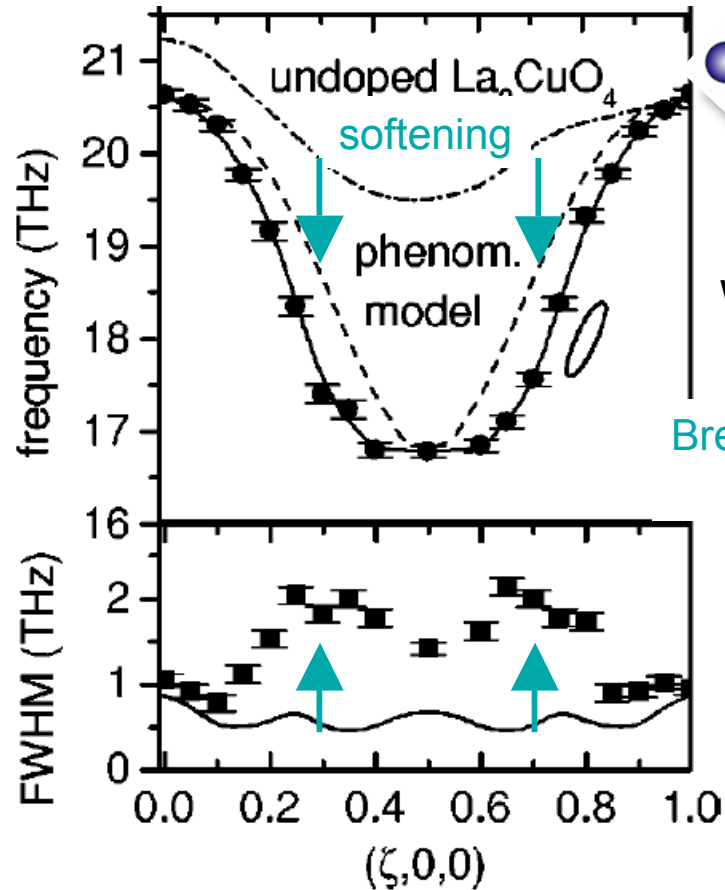 21
20
19
18
17
16
frequency (THz)
undoped La2CuO4
softening
phenom.
model
Bre
2
1
0
FWHM (THz)
0.0 0.2 0.4 0.6 0.8 1.0
(ζ,0,0)